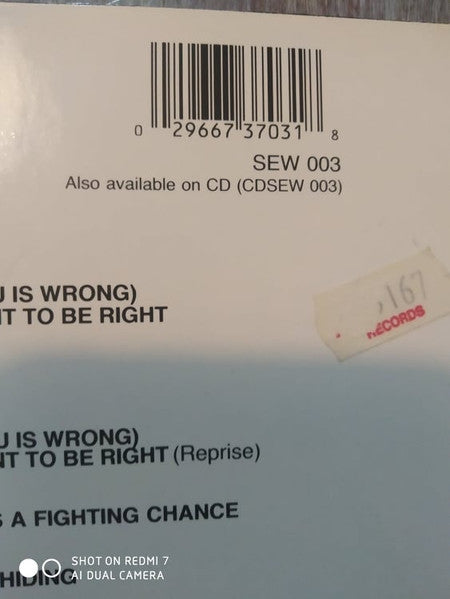 0 29667 37031 8
SEW 003
Also available on CD (CDSEW 003)
J IS WRONG)
NT TO BE RIGHT
167
RECORDS
J IS WRONG)
NT TO BE RIGHT (Reprise)
S A FIGHTING CHANCE
HIDING
SHOT ON REDMI 7
AI DUAL CAMERA